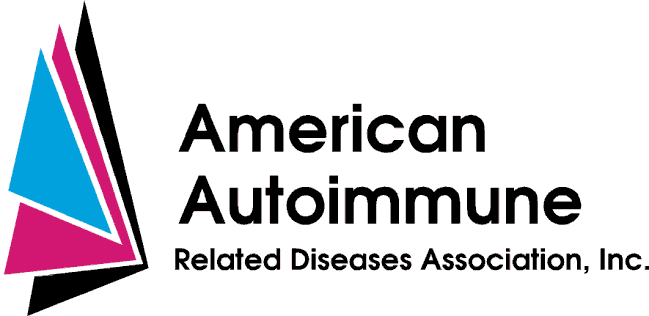 American
Autoimmune
Related Diseases Association, Inc.